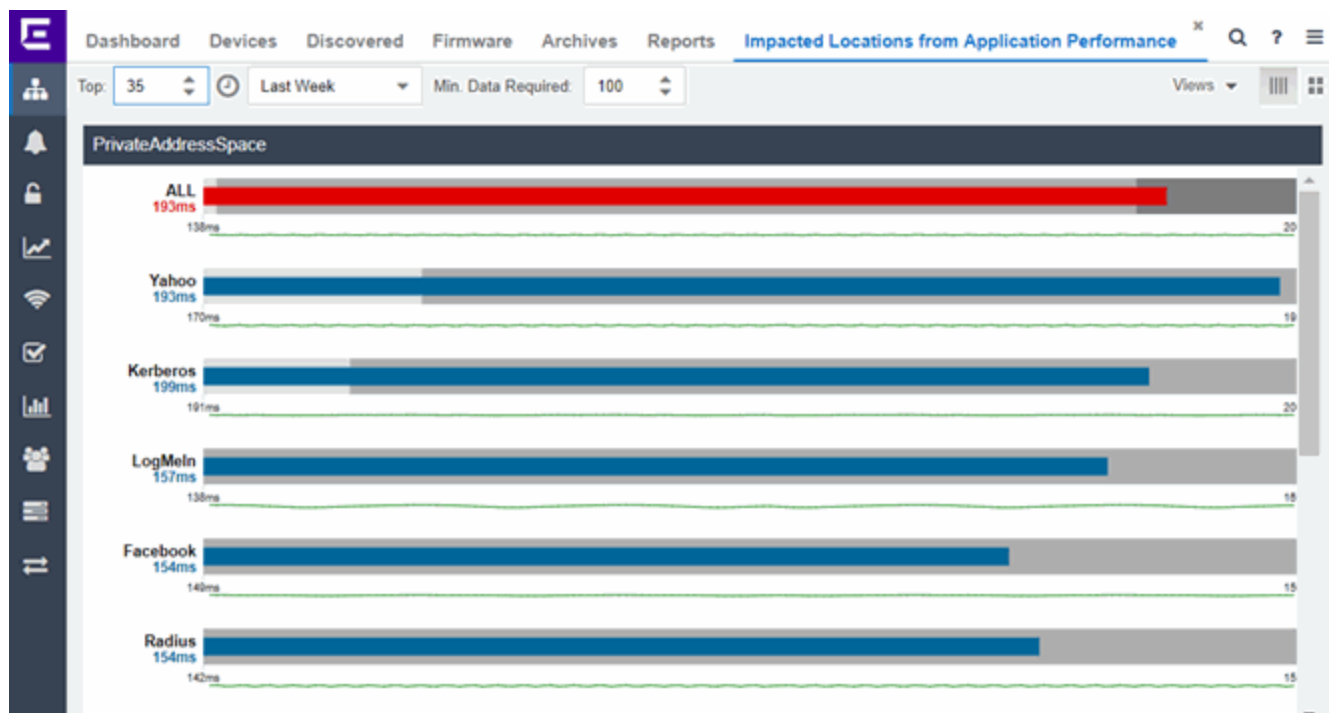 Dashboard Devices Discovered Firmware Archives Reports Impacted Locations from Application Performance
Top: 35 Last Week Min. Data Required: 100 Views
PrivateAddressSpace
ALL
193ms
138ms 20
Yahoo
193ms
170ms 19
Kerberos
199ms
191ms 20
LogMeIn
157ms
138ms 16
Facebook
154ms
149ms 15
Radius
154ms
142ms 15